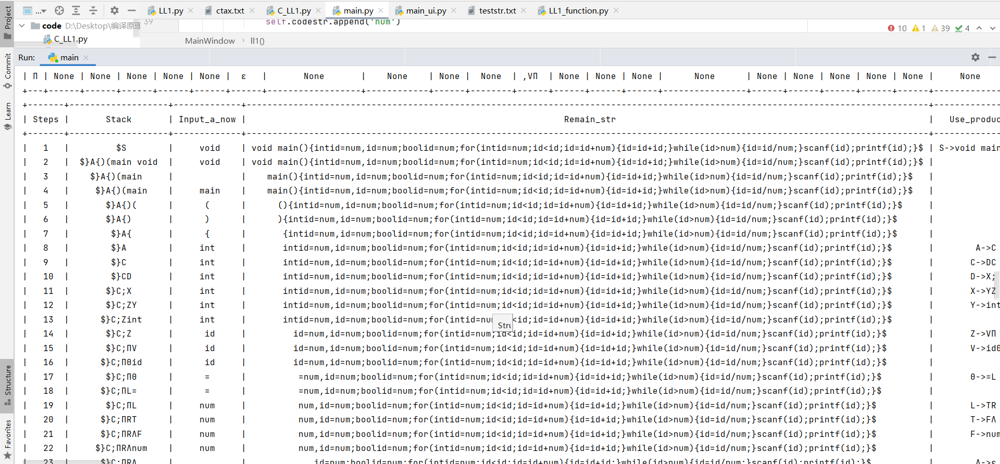 ... LL1.py ctax.txt C_LL1.py main.py main_ui.py teststr.txt LL1_function.py
Project
code D:\Desktop\编译原理
39 self.codestr.append('num')
10 1 39 4
C_LL1.py
MainWindow > ll1()
Commit
Run: main
Learn
| Π | None | None | None | None | None | ε | None | None | None | None | ,VΠ | None | None | None | None | None | None | None | None | None | None
| Steps | Stack | Input_a_now | Remain_str | Use_produc
| 1 | $S | void | void main(){intid=num,id=num;boolid=num;for(intid=num;id<id;id=id+num){id=id+id;}while(id>num){id=id/num;}scanf(id);printf(id);}$ | S->void main
| 2 | $}A{)(main void | void | void main(){intid=num,id=num;boolid=num;for(intid=num;id<id;id=id+num){id=id+id;}while(id>num){id=id/num;}scanf(id);printf(id);}$ |
| 3 | $}A{)(main | | main(){intid=num,id=num;boolid=num;for(intid=num;id<id;id=id+num){id=id+id;}while(id>num){id=id/num;}scanf(id);printf(id);}$ |
| 4 | $}A{)(main | main | main(){intid=num,id=num;boolid=num;for(intid=num;id<id;id=id+num){id=id+id;}while(id>num){id=id/num;}scanf(id);printf(id);}$ |
| 5 | $}A{)( | ( | (){intid=num,id=num;boolid=num;for(intid=num;id<id;id=id+num){id=id+id;}while(id>num){id=id/num;}scanf(id);printf(id);}$ |
| 6 | $}A{) | ) | ){intid=num,id=num;boolid=num;for(intid=num;id<id;id=id+num){id=id+id;}while(id>num){id=id/num;}scanf(id);printf(id);}$ |
| 7 | $}A{ | { | {intid=num,id=num;boolid=num;for(intid=num;id<id;id=id+num){id=id+id;}while(id>num){id=id/num;}scanf(id);printf(id);}$ |
| 8 | $}A | int | intid=num,id=num;boolid=num;for(intid=num;id<id;id=id+num){id=id+id;}while(id>num){id=id/num;}scanf(id);printf(id);}$ | A->C
| 9 | $}C | int | intid=num,id=num;boolid=num;for(intid=num;id<id;id=id+num){id=id+id;}while(id>num){id=id/num;}scanf(id);printf(id);}$ | C->DC
| 10 | $}CD | int | intid=num,id=num;boolid=num;for(intid=num;id<id;id=id+num){id=id+id;}while(id>num){id=id/num;}scanf(id);printf(id);}$ | D->X;
| 11 | $}C;X | int | intid=num,id=num;boolid=num;for(intid=num;id<id;id=id+num){id=id+id;}while(id>num){id=id/num;}scanf(id);printf(id);}$ | X->YZ
| 12 | $}C;ZY | int | intid=num,id=num;boolid=num;for(intid=num;id<id;id=id+num){id=id+id;}while(id>num){id=id/num;}scanf(id);printf(id);}$ | Y->int
| 13 | $}C;Zint | int | intid=num,id=num;boolid=num;for(intid=nu <id;id=id+num){id=id+id;}while(id>num){id=id/num;}scanf(id);printf(id);}$ |
Stru
| 14 | $}C;Z | id | id=num,id=num;boolid=num;for(intid=num;id<id;id=id+num){id=id+id;}while(id>num){id=id/num;}scanf(id);printf(id);}$ | Z->VΠ
| 15 | $}C;ΠV | id | id=num,id=num;boolid=num;for(intid=num;id<id;id=id+num){id=id+id;}while(id>num){id=id/num;}scanf(id);printf(id);}$ | V->idθ
| 16 | $}C;Πθid | id | id=num,id=num;boolid=num;for(intid=num;id<id;id=id+num){id=id+id;}while(id>num){id=id/num;}scanf(id);printf(id);}$ |
Structure
| 17 | $}C;Πθ | = | =num,id=num;boolid=num;for(intid=num;id<id;id=id+num){id=id+id;}while(id>num){id=id/num;}scanf(id);printf(id);}$ | θ->=L
| 18 | $}C;ΠL= | = | =num,id=num;boolid=num;for(intid=num;id<id;id=id+num){id=id+id;}while(id>num){id=id/num;}scanf(id);printf(id);}$ |
| 19 | $}C;ΠL | num | num,id=num;boolid=num;for(intid=num;id<id;id=id+num){id=id+id;}while(id>num){id=id/num;}scanf(id);printf(id);}$ | L->TR
| 20 | $}C;ΠRT | num | num,id=num;boolid=num;for(intid=num;id<id;id=id+num){id=id+id;}while(id>num){id=id/num;}scanf(id);printf(id);}$ | T->FΛ
| 21 | $}C;ΠRΛF | num | num,id=num;boolid=num;for(intid=num;id<id;id=id+num){id=id+id;}while(id>num){id=id/num;}scanf(id);printf(id);}$ | F->num
Favorites
| 22 | $}C;ΠRΛnum | num | num,id=num;boolid=num;for(intid=num;id<id;id=id+num){id=id+id;}while(id>num){id=id/num;}scanf(id);printf(id);}$ |
| 23 | $}C;ΠRΛ | ,id=num;boolid=num;for(intid=num;id<id;id=id+num){id=id+id;}while(id>num){id=id/num;}scanf(id);printf(id);}$ | Λ->ε